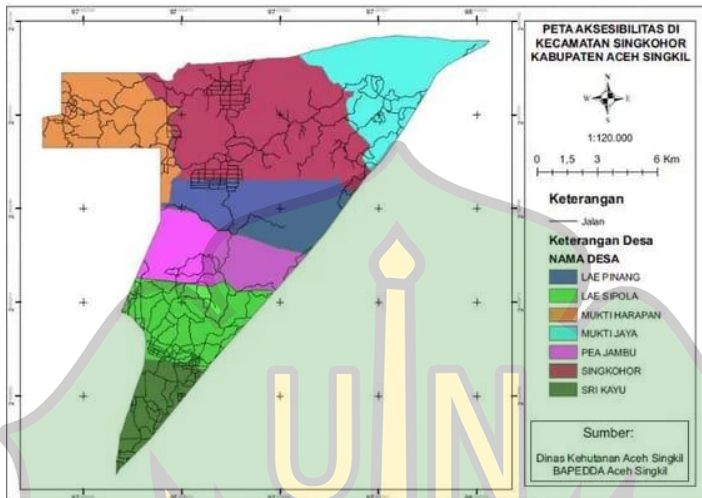 PETA AKSESIBILITAS DI
KECAMATAN SINGKOHOR
KABUPATEN ACEH SINGKIL
N
W E
S
1:120.000
0 1,5 3 6 Km
Keterangan
Jalan
Keterangan Desa
NAMA DESA
LAE PINANG
LAE SIPOLA
MUKTI HARAPAN
MUKTI JAYA
PEA JAMBU
SINGKOHOR
SRI KAYU
Sumber:
Dinas Kehutanan Aceh Singkil
BAPEDDA Aceh Singkil
UIN